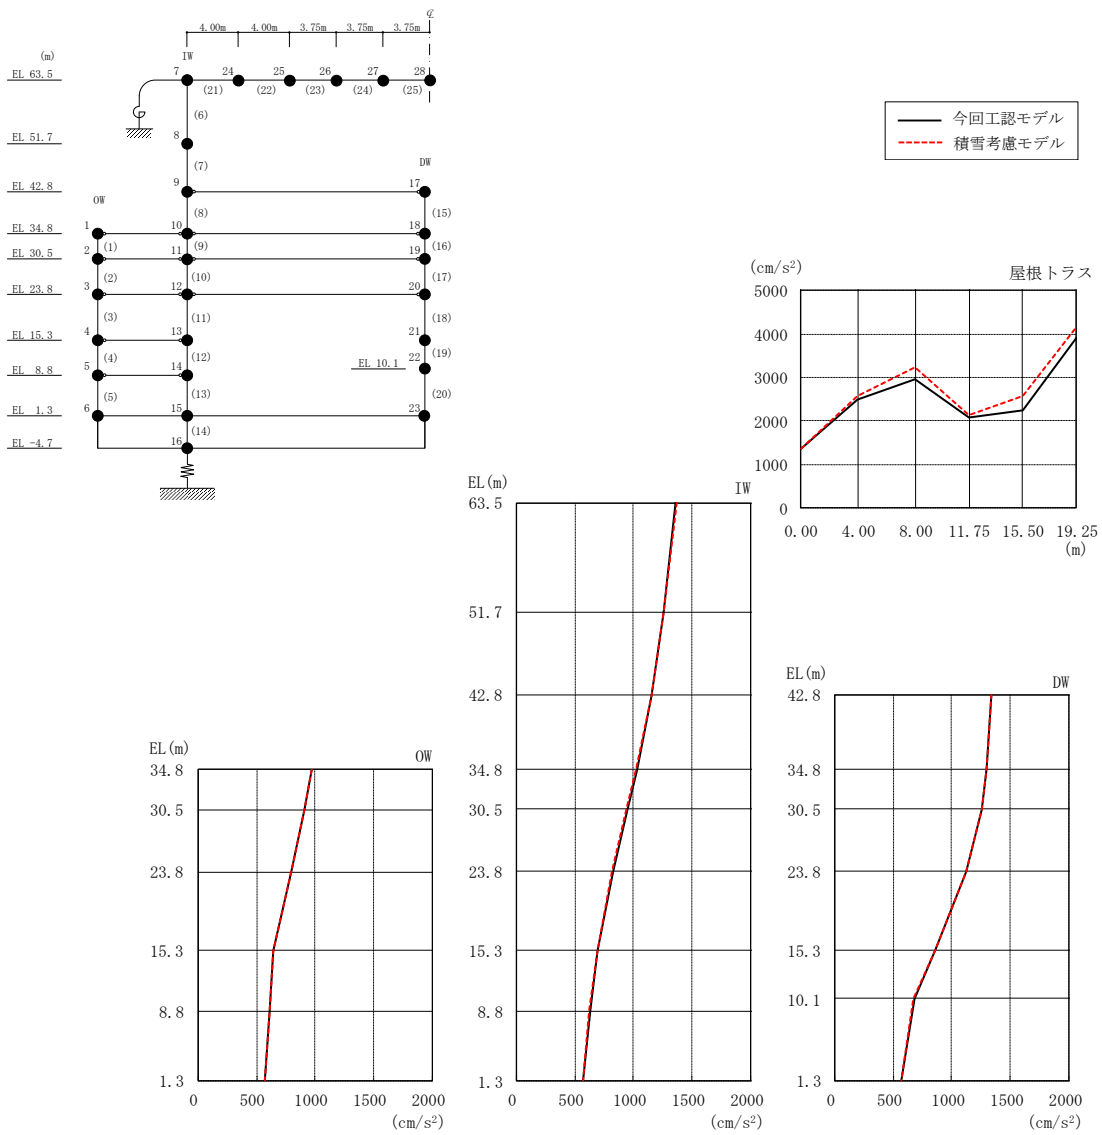 ℄
4.00m 4.00m 3.75m 3.75m 3.75m
(m) IW
EL 63.5 7 24 25 26 27 28
(21) (22) (23) (24) (25)
(6)
EL 51.7 8
(7)
DW
EL 42.8 9 17
OW
(8) (15)
EL 34.8 1 10 18
(1) (9) (16)
EL 30.5 2 11 19
(2) (10) (17)
EL 23.8 3 12 20
(3) (11) (18)
EL 15.3 4 13 21
(4) (12) (19)
EL 10.1 22
EL 8.8 5 14
(5) (13) (20)
EL 1.3 6 15 23
(14)
EL -4.7 16
今回工認モデル
積雪考慮モデル
(cm/s²) 屋根トラス
5000
4000
3000
2000
1000
0
0.00 4.00 8.00 11.75 15.50 19.25
(m)
EL(m) IW
63.5
51.7
42.8
34.8
30.5
23.8
15.3
8.8
1.3
0 500 1000 1500 2000
(cm/s²)
EL(m) OW
34.8
30.5
23.8
15.3
8.8
1.3
0 500 1000 1500 2000
(cm/s²)
EL(m) DW
42.8
34.8
30.5
23.8
15.3
10.1
1.3
0 500 1000 1500 2000
(cm/s²)